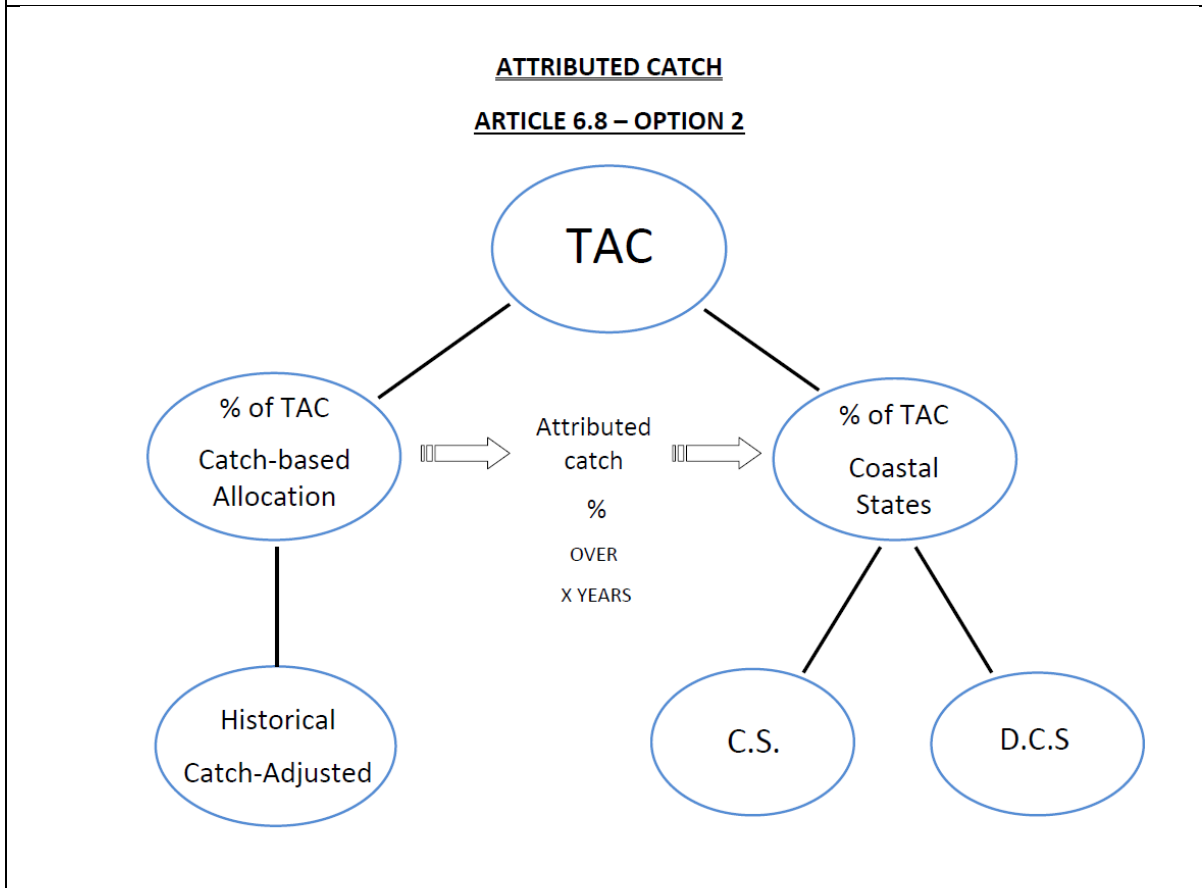 ATTRIBUTED CATCH
ARTICLE 6.8 – OPTION 2
TAC
% of TAC
Catch-based
Allocation
Attributed
catch
%
OVER
X YEARS
% of TAC
Coastal
States
Historical
Catch-Adjusted
C.S.
D.C.S